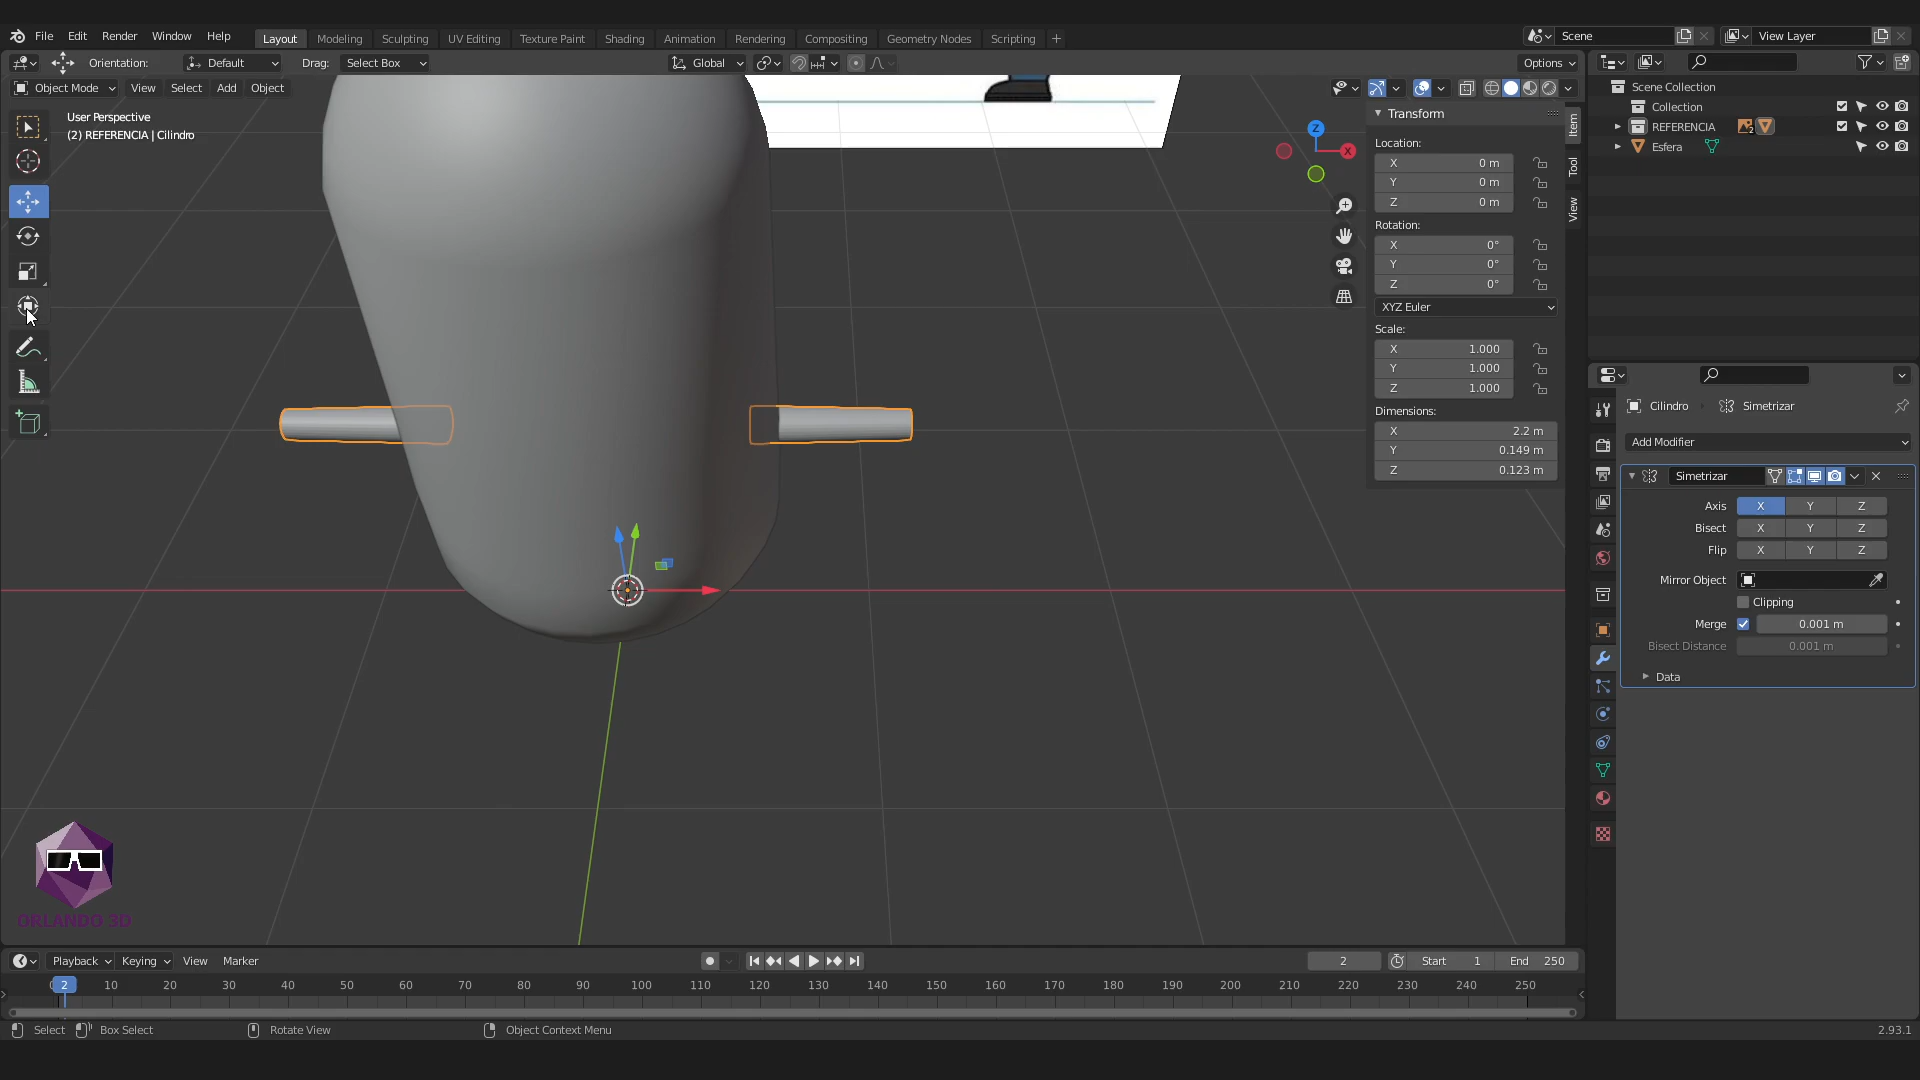 File Edit Render Window Help
Layout Modeling Sculpting UV Editing Texture Paint Shading Animation Rendering Compositing Geometry Nodes Scripting +
Scene
View Layer
Orientation: Default Drag: Select Box Global Options
Object Mode View Select Add Object
User Perspective
(2) REFERENCIA | Cilindro
Z
X
Transform
Location:
X 0 m
Y 0 m
Z 0 m
Rotation:
X 0°
Y 0°
Z 0°
XYZ Euler
Scale:
X 1.000
Y 1.000
Z 1.000
Dimensions:
X 2.2 m
Y 0.149 m
Z 0.123 m
Item
Tool
View
Scene Collection
Collection
REFERENCIA 2
Esfera
Cilindro Simetrizar
Add Modifier
Simetrizar
Axis X Y Z
Bisect X Y Z
Flip X Y Z
Mirror Object
Clipping
Merge 0.001 m
Bisect Distance 0.001 m
Data
ORLANDO 3D
Playback Keying View Marker
2 Start 1 End 250
2 10 20 30 40 50 60 70 80 90 100 110 120 130 140 150 160 170 180 190 200 210 220 230 240 250
Select Box Select Rotate View Object Context Menu
2.93.1